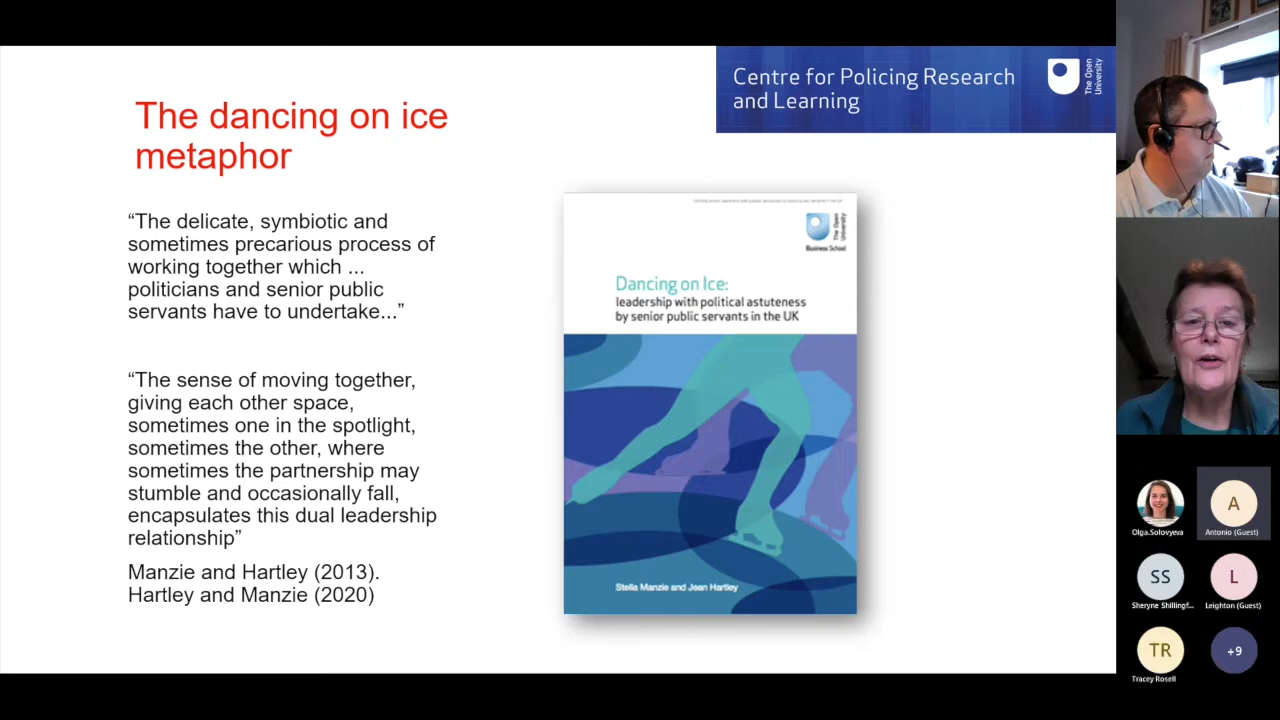 The dancing on ice
metaphor
Centre for Policing Research
and Learning
The Open
University
“The delicate, symbiotic and
sometimes precarious process of
working together which ...
politicians and senior public
servants have to undertake...”
“The sense of moving together,
giving each other space,
sometimes one in the spotlight,
sometimes the other, where
sometimes the partnership may
stumble and occasionally fall,
encapsulates this dual leadership
relationship”
Manzie and Hartley (2013).
Hartley and Manzie (2020)
The Open
University
Business School
Dancing on Ice:
leadership with political astuteness
by senior public servants in the UK
Stella Manzie and Jean Hartley
Olga.Solovyeva
A
Antonio (Guest)
SS
Sheryne Shillingf...
L
Leighton (Guest)
TR
Tracey Rosell
+9